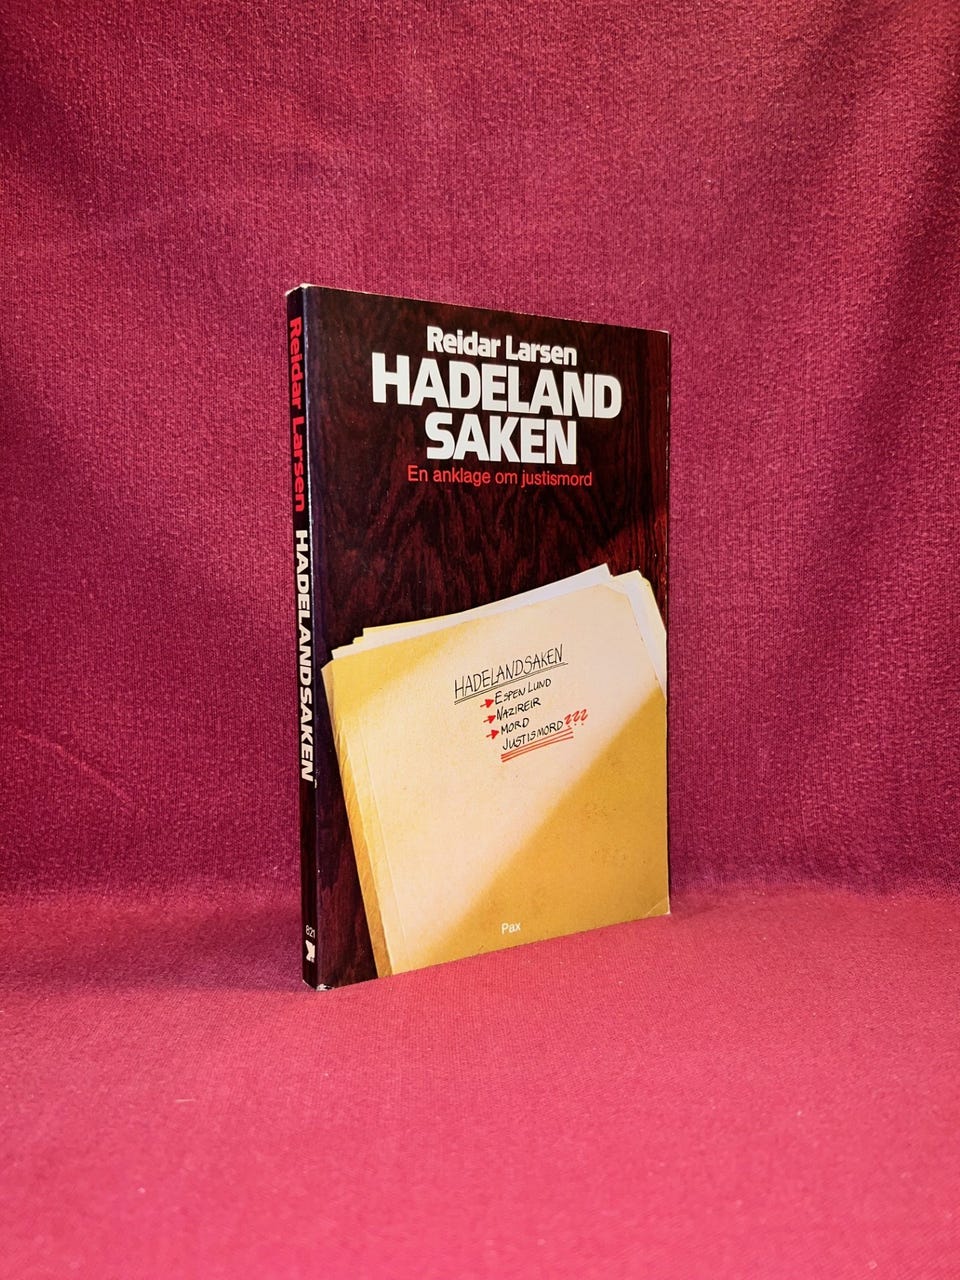 Reidar Larsen HADELANDSAKEN
821
Reidar Larsen
HADELAND
SAKEN
En anklage om justismord
HADELANDSAKEN
ESPEN LUND
NAZIREIR
MORD
JUSTISMORD???
Pax